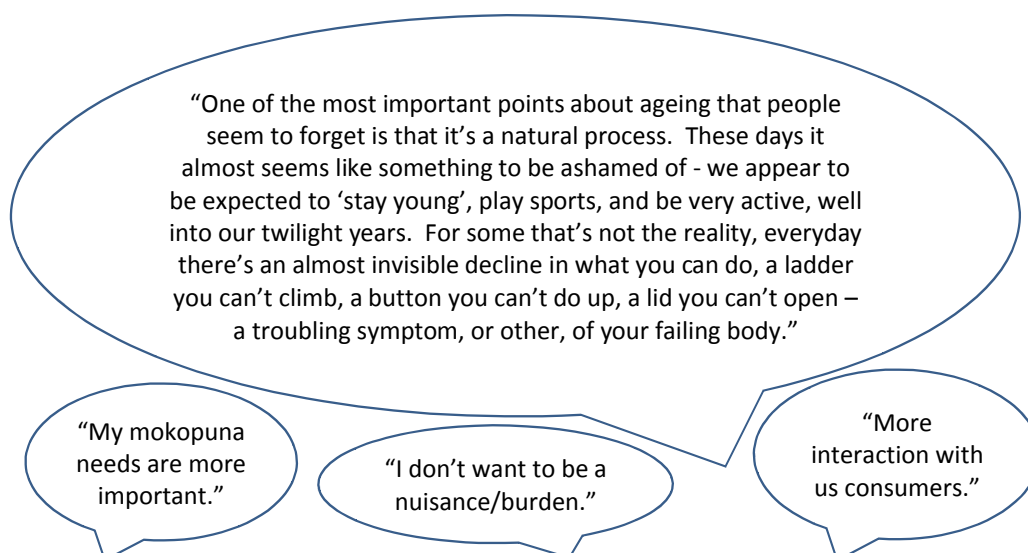 “One of the most important points about ageing that people
seem to forget is that it’s a natural process.  These days it
almost seems like something to be ashamed of - we appear to
be expected to ‘stay young’, play sports, and be very active, well
into our twilight years.  For some that’s not the reality, everyday
there’s an almost invisible decline in what you can do, a ladder
you can’t climb, a button you can’t do up, a lid you can’t open –
a troubling symptom, or other, of your failing body.”
“My mokopuna
needs are more
important.”
“I don’t want to be a
nuisance/burden.”
“More
interaction with
us consumers.”